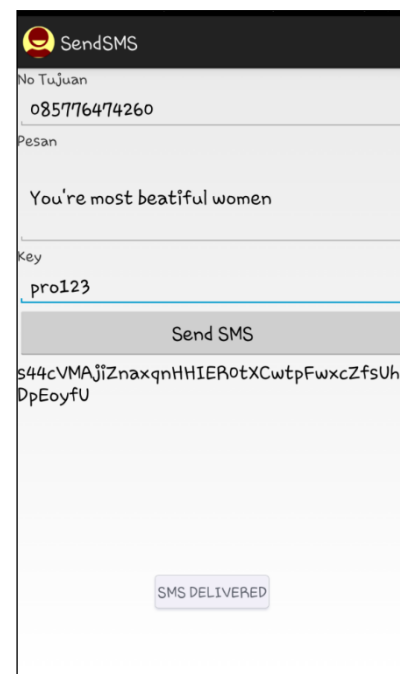 SendSMS
No Tujuan
085776474260
Pesan
You're most beatiful women
Key
pro123
Send SMS
s44cVMAjiZnaxqnHHIER0tXCwtpFwxcZfsUh
DpEoyfU
SMS DELIVERED